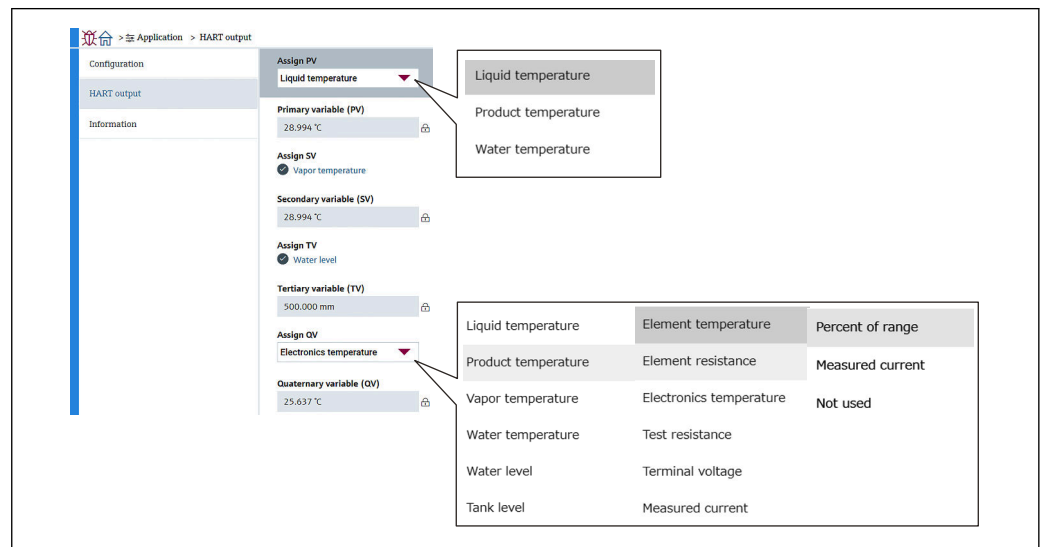 > Application > HART output
Configuration
HART output
Information
Assign PV
Liquid temperature
Primary variable (PV)
28.994 °C
Assign SV
Vapor temperature
Secondary variable (SV)
28.994 °C
Assign TV
Water level
Tertiary variable (TV)
500.000 mm
Assign QV
Electronics temperature
Quaternary variable (QV)
25.637 °C
Liquid temperature
Product temperature
Water temperature
Liquid temperature
Product temperature
Vapor temperature
Water temperature
Water level
Tank level
Element temperature
Element resistance
Electronics temperature
Test resistance
Terminal voltage
Measured current
Percent of range
Measured current
Not used